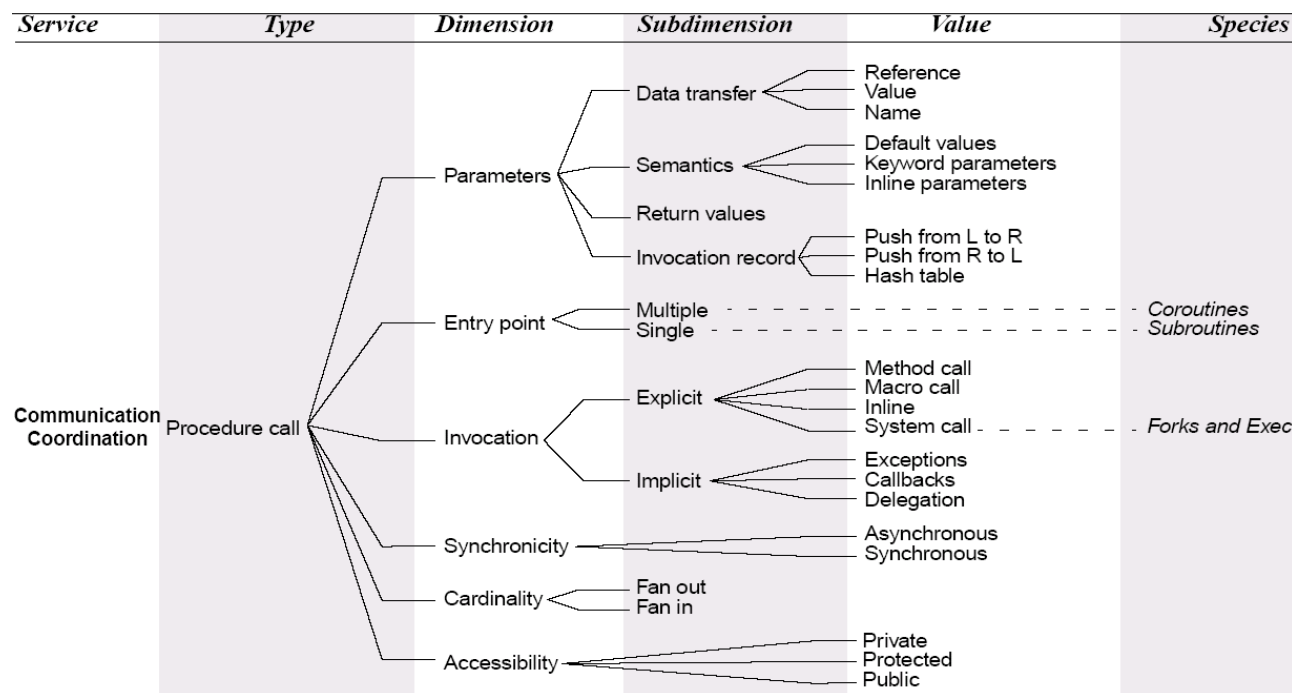 Service Type Dimension Subdimension Value Species
Reference
Data transfer Value
Name
Default values
Parameters Semantics Keyword parameters
Inline parameters
Return values
Push from L to R
Invocation record Push from R to L
Hash table
Multiple Coroutines
Entry point
Single Subroutines
Method call
Explicit Macro call
Inline
Communication
Coordination Procedure call Invocation System call Forks and Exec
Exceptions
Implicit Callbacks
Delegation
Asynchronous
Synchronicity
Synchronous
Fan out
Cardinality
Fan in
Private
Accessibility Protected
Public